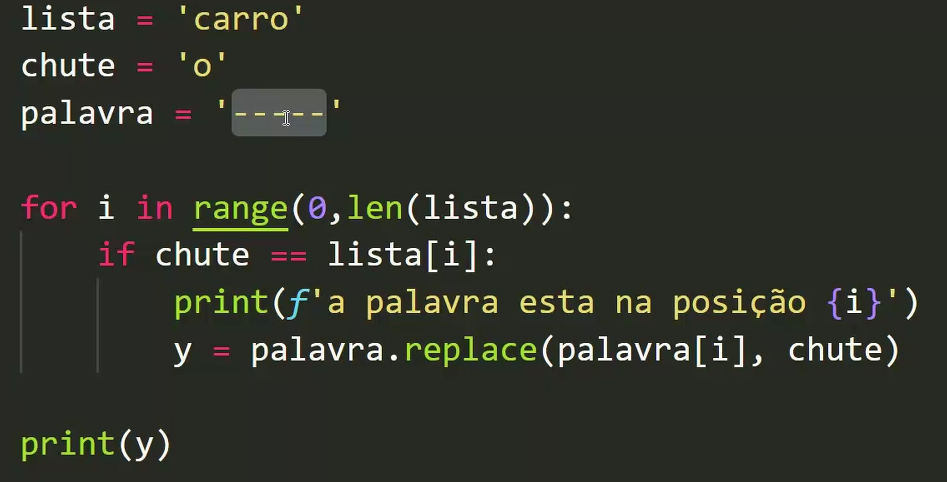 lista = 'carro'
chute = 'o'
palavra = '-----'
for i in range(0,len(lista)):
if chute == lista[i]:
print(f'a palavra esta na posição {i}')
y = palavra.replace(palavra[i], chute)
print(y)